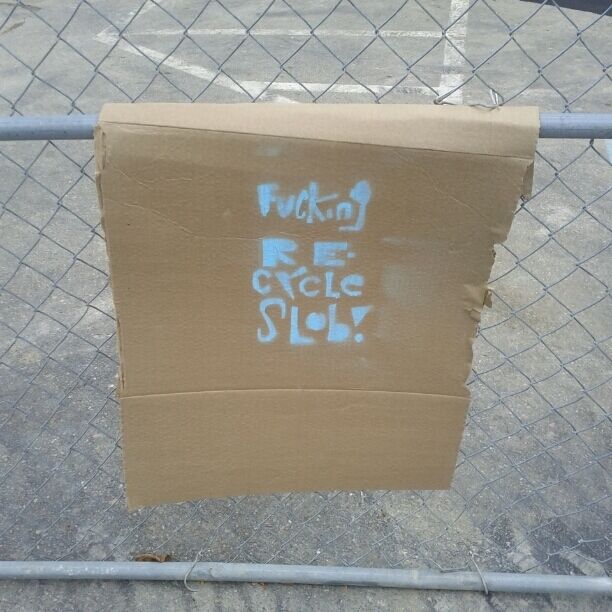 Fucking
RE-
CYCLE
SLob!